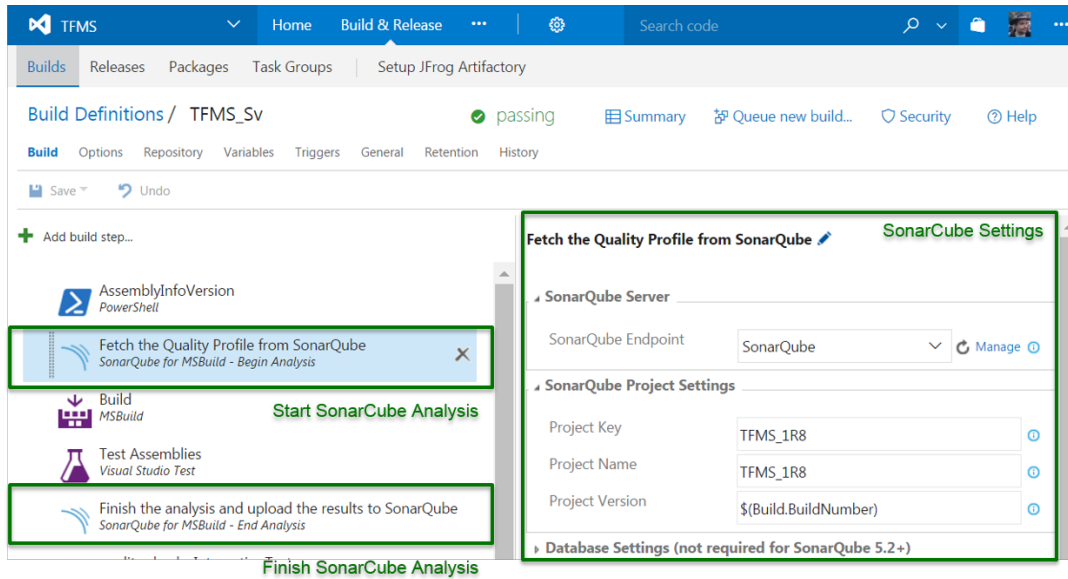 TFMS Home Build & Release ··· Search code ···
Builds Releases Packages Task Groups Setup JFrog Artifactory
Build Definitions / TFMS_Sv passing Summary Queue new build... Security Help
Build Options Repository Variables Triggers General Retention History
Save Undo
Add build step...
AssemblyInfoVersion
PowerShell
Fetch the Quality Profile from SonarQube
SonarQube for MSBuild - Begin Analysis
Start SonarCube Analysis
Build
MSBuild
Test Assemblies
Visual Studio Test
Finish the analysis and upload the results to SonarQube
SonarQube for MSBuild - End Analysis
Finish SonarCube Analysis
SonarCube Settings
Fetch the Quality Profile from SonarQube
SonarQube Server
SonarQube Endpoint SonarQube Manage
SonarQube Project Settings
Project Key TFMS_1R8
Project Name TFMS_1R8
Project Version $(Build.BuildNumber)
Database Settings (not required for SonarQube 5.2+)